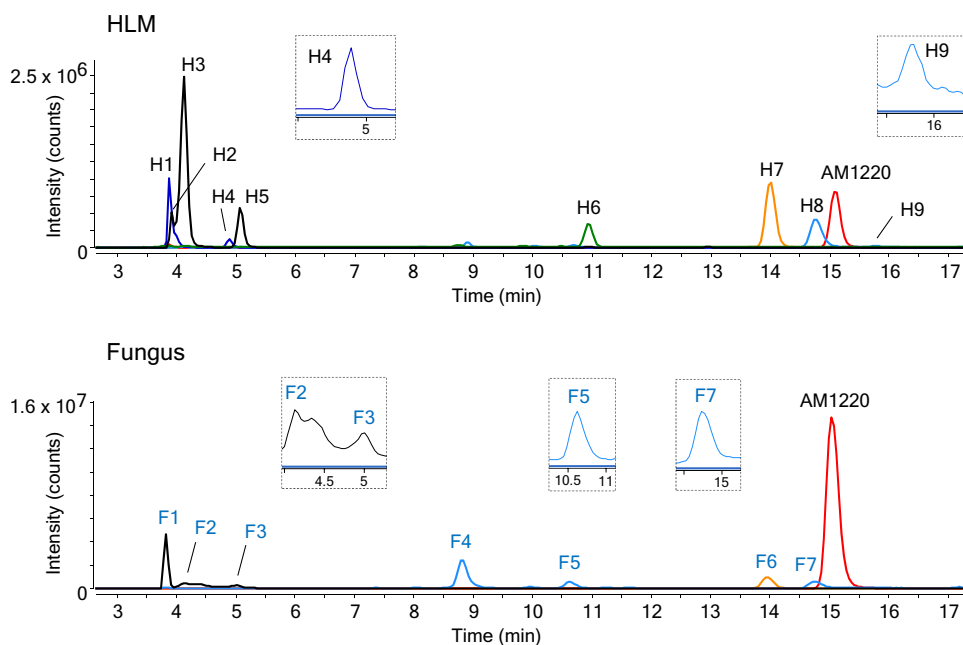 HLM
2.5 x 10⁶
Intensity (counts)
0
H1
H2
H3
H4
H5
H6
H7
H8
AM1220
H9
H4
5
H9
16
3 4 5 6 7 8 9 10 11 12 13 14 15 16 17
Time (min)
Fungus
1.6 x 10⁷
Intensity (counts)
0
F1
F2
F3
F4
F5
F6
F7
AM1220
F2
F3
4.5 5
F5
10.5 11
F7
15
3 4 5 6 7 8 9 10 11 12 13 14 15 16 17
Time (min)